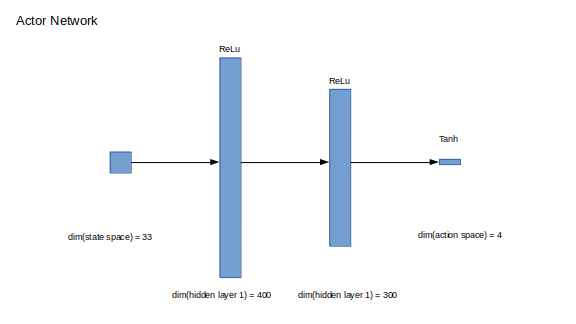 Actor Network
ReLu
ReLu
Tanh
dim(state space) = 33
dim(action space) = 4
dim(hidden layer 1) = 400
dim(hidden layer 1) = 300